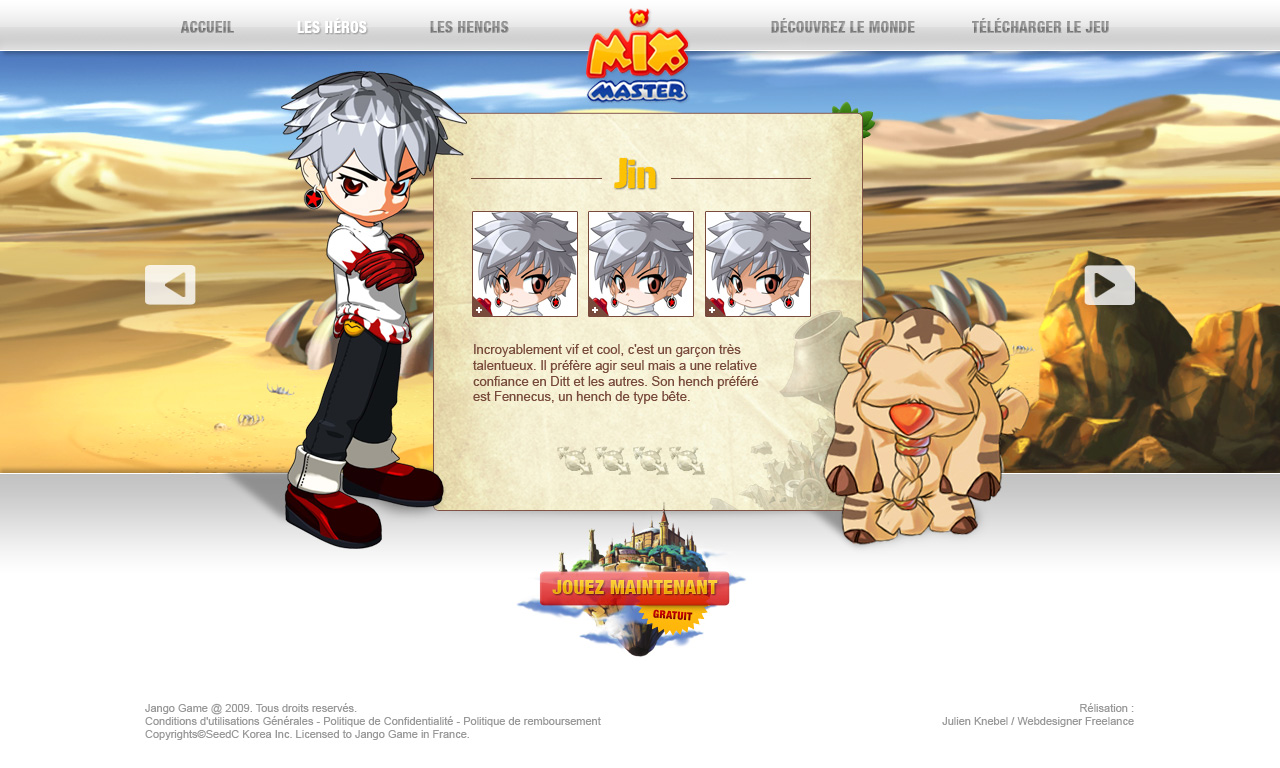 ACCUEIL
LES HÉROS
LES HENCHS
MIX
MASTER
DÉCOUVREZ LE MONDE
TÉLÉCHARGER LE JEU
Jin
Incroyablement vif et cool, c'est un garçon très
talentueux. Il préfère agir seul mais a une relative
confiance en Ditt et les autres. Son hench préféré
est Fennecus, un hench de type bête.
JOUEZ MAINTENANT
GRATUIT
Jango Game @ 2009. Tous droits reservés.
Conditions d'utilisations Générales - Politique de Confidentialité - Politique de remboursement
Copyrights©SeedC Korea Inc. Licensed to Jango Game in France.
Rélisation :
Julien Knebel / Webdesigner Freelance